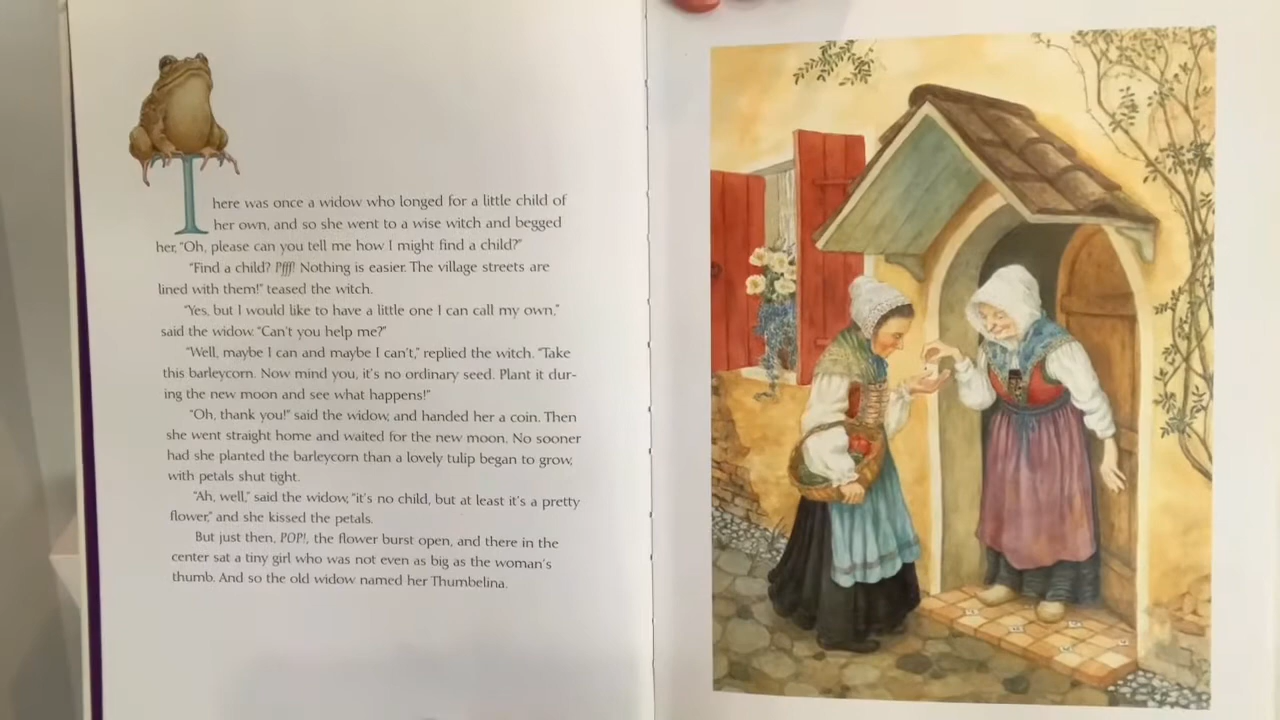 There was once a widow who longed for a little child of
her own, and so she went to a wise witch and begged
her, "Oh, please can you tell me how I might find a child?"
"Find a child? Pfff! Nothing is easier. The village streets are
lined with them!" teased the witch.
"Yes, but I would like to have a little one I can call my own,"
said the widow. "Can't you help me?"
"Well, maybe I can and maybe I can't," replied the witch. "Take
this barleycorn. Now mind you, it's no ordinary seed. Plant it dur-
ing the new moon and see what happens!"
"Oh, thank you!" said the widow, and handed her a coin. Then
she went straight home and waited for the new moon. No sooner
had she planted the barleycorn than a lovely tulip began to grow,
with petals shut tight.
"Ah, well," said the widow, "it's no child, but at least it's a pretty
flower," and she kissed the petals.
But just then, POP!, the flower burst open, and there in the
center sat a tiny girl who was not even as big as the woman's
thumb. And so the old widow named her Thumbelina.